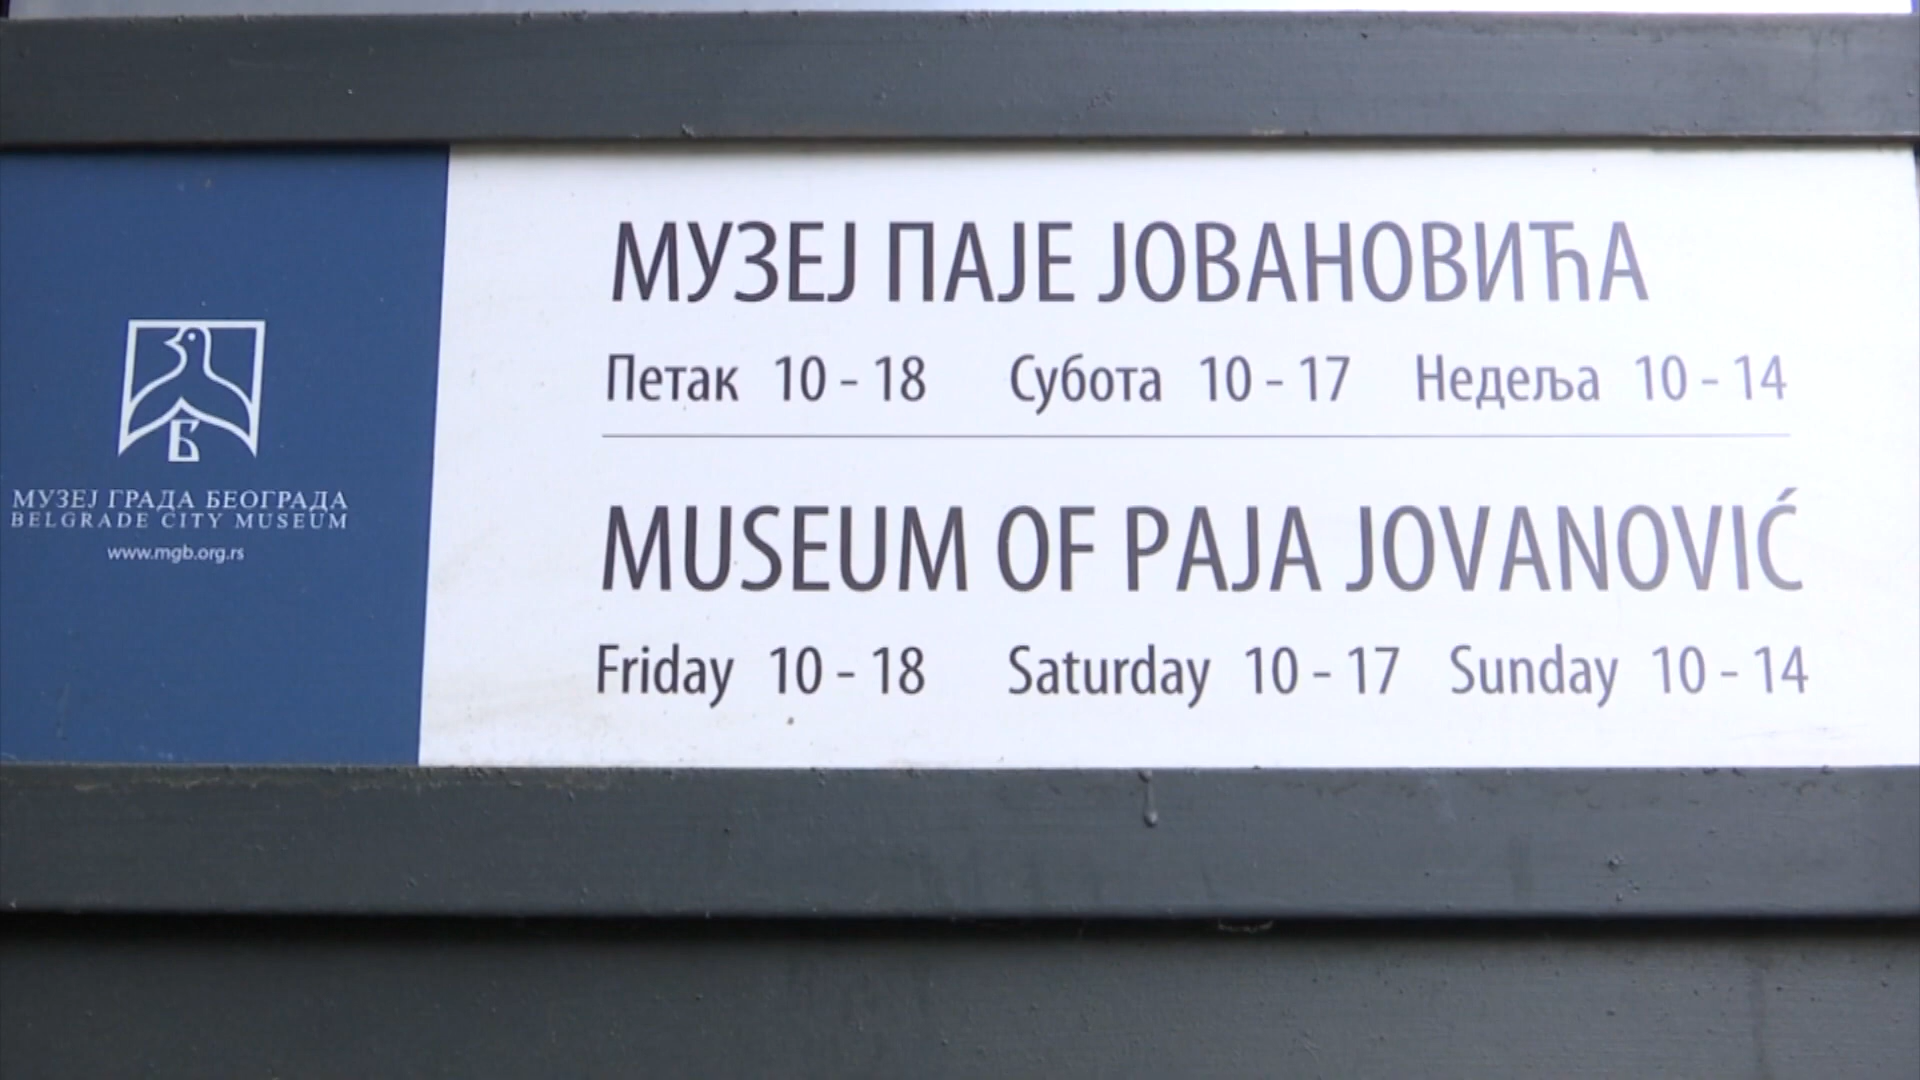 МУЗЕЈ ГРАДА БЕОГРАДА
BELGRADE CITY MUSEUM
www.mgb.org.rs
МУЗЕЈ ПАЈЕ ЈОВАНОВИЋА
Петак 10 - 18 Субота 10 - 17 Недеља 10 - 14
MUSEUM OF PAJA JOVANOVIĆ
Friday 10 - 18 Saturday 10 - 17 Sunday 10 - 14